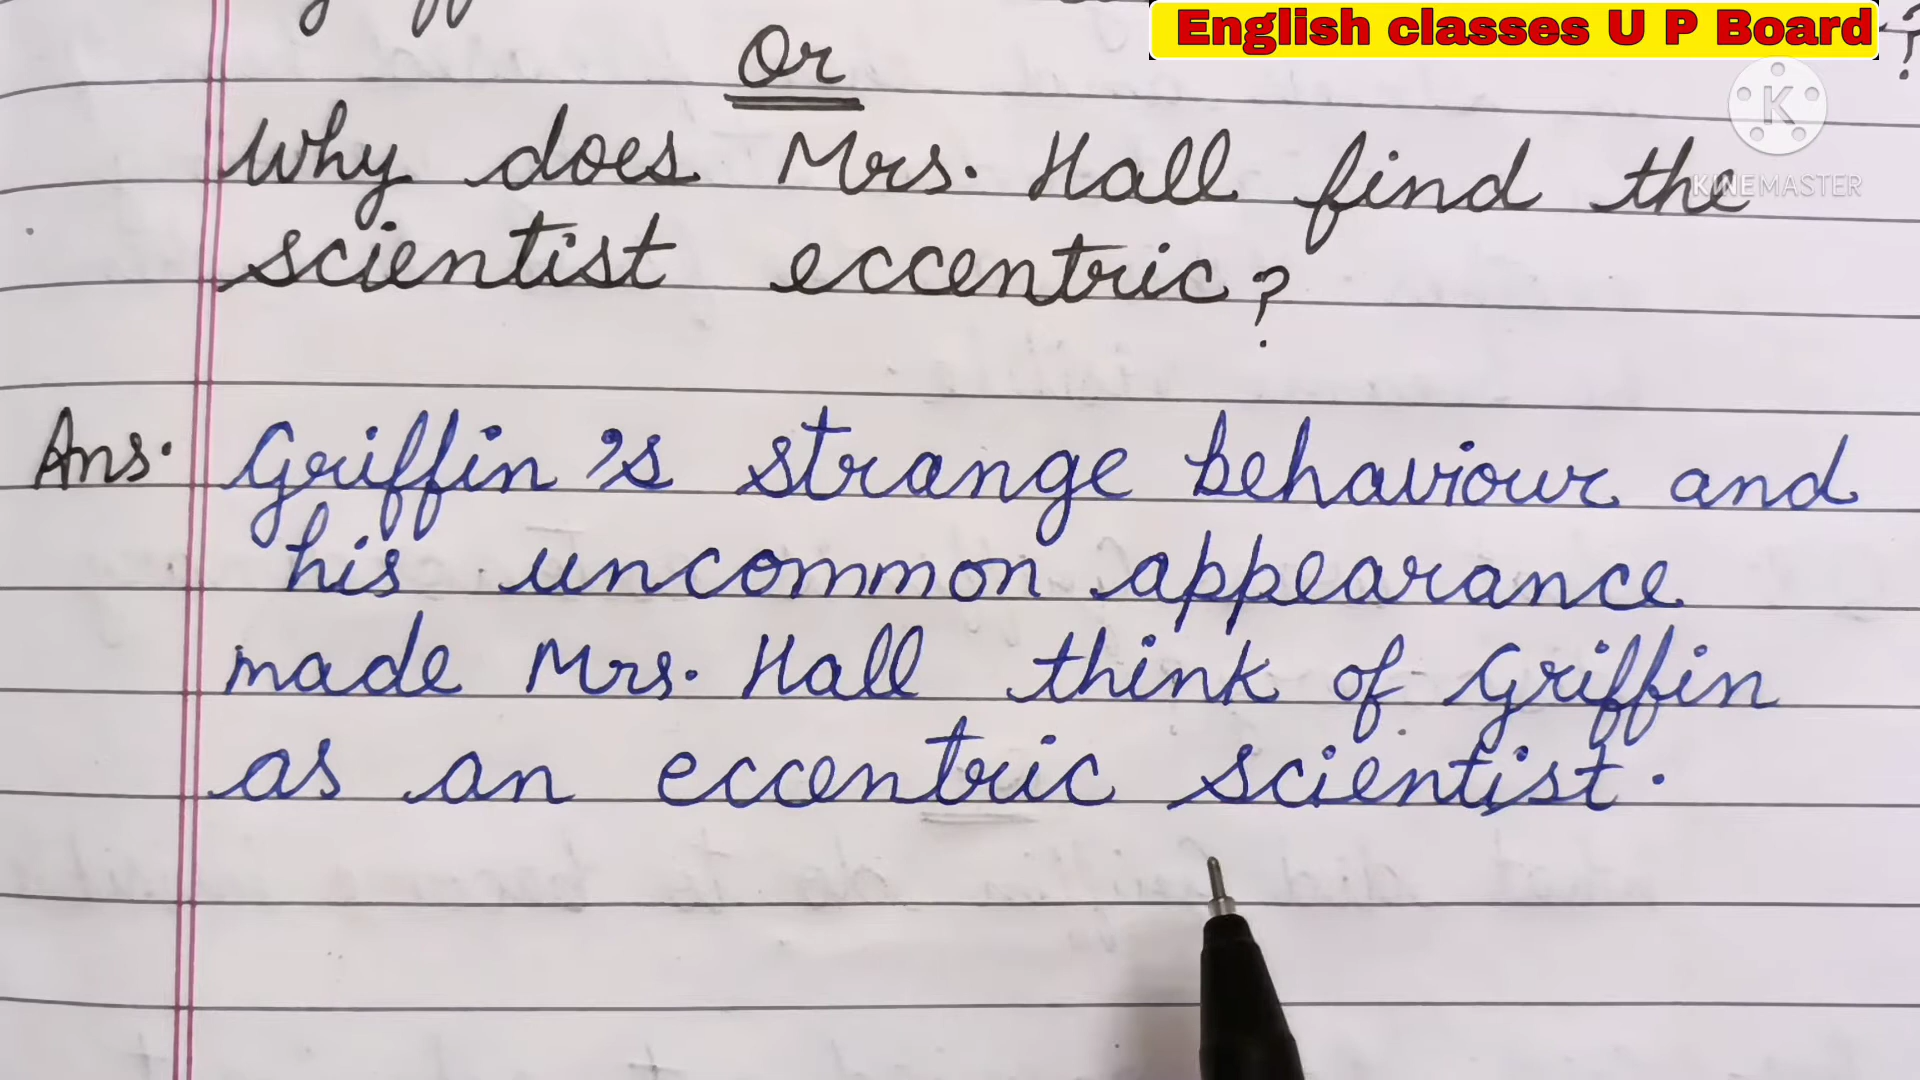 English classes U P Board
?
Or
KINEMASTER
Why does Mrs. Hall find the
scientist eccentric?
Ans. Griffin's strange behaviour and
his uncommon appearance
made Mrs. Hall think of Griffin
as an eccentric scientist.